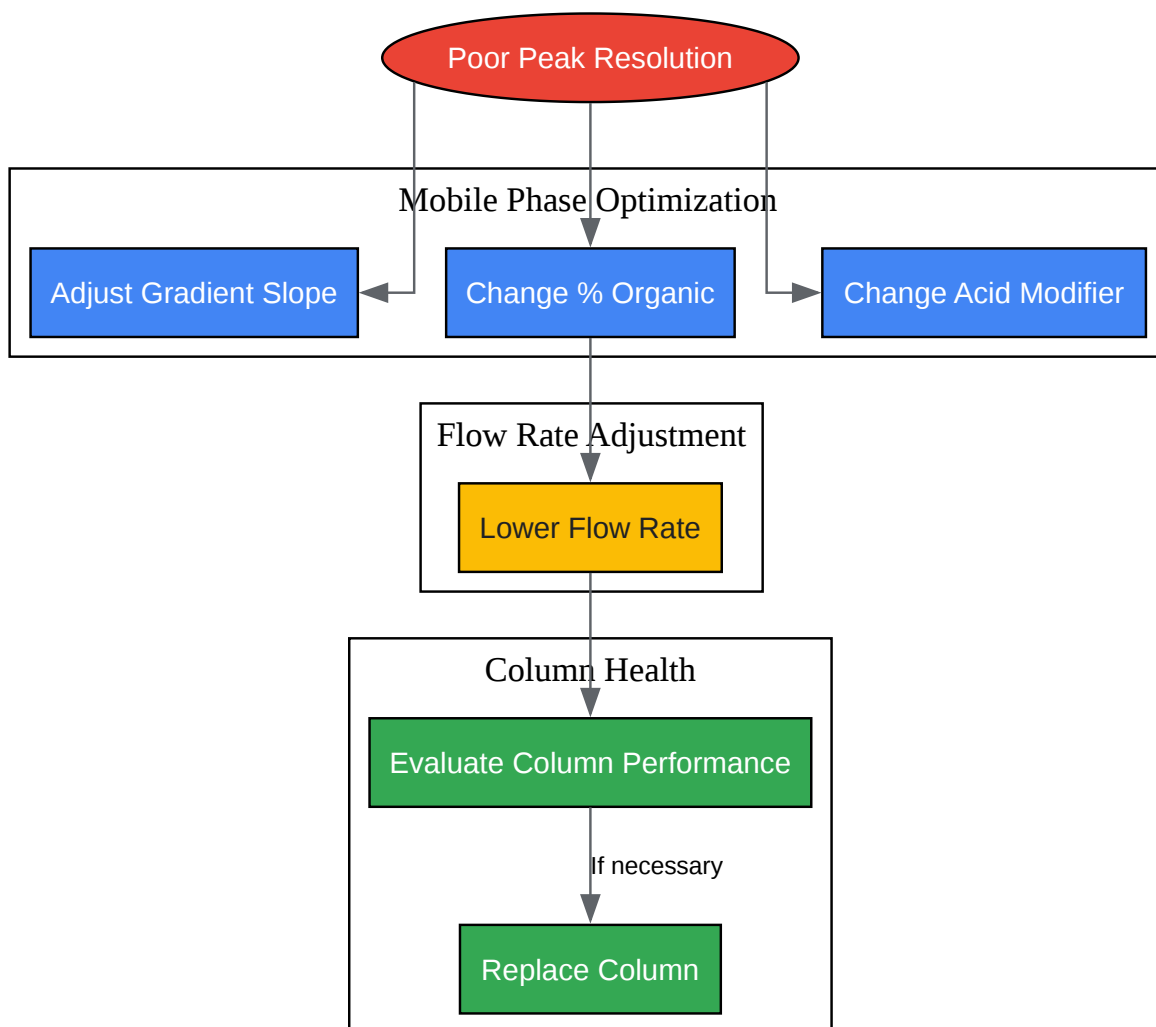 Poor Peak Resolution
Mobile Phase Optimization
Adjust Gradient Slope
Change % Organic
Change Acid Modifier
Flow Rate Adjustment
Lower Flow Rate
Column Health
Evaluate Column Performance
If necessary
Replace Column